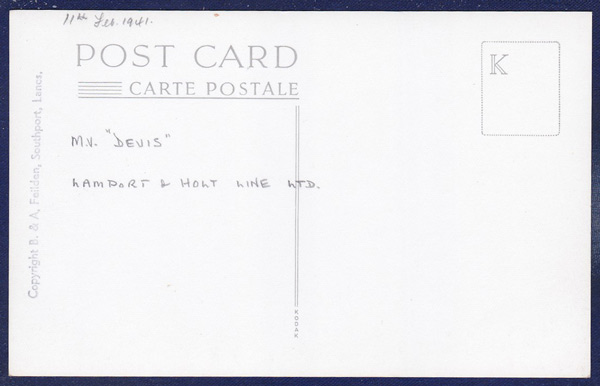 11th Feb. 1941.
POST CARD
CARTE POSTALE
K
M.V. "DEVIS"
LAMPORT & HOLT LINE LTD.
Copyright B. & A. Feilden, Southport, Lancs.
KODAK